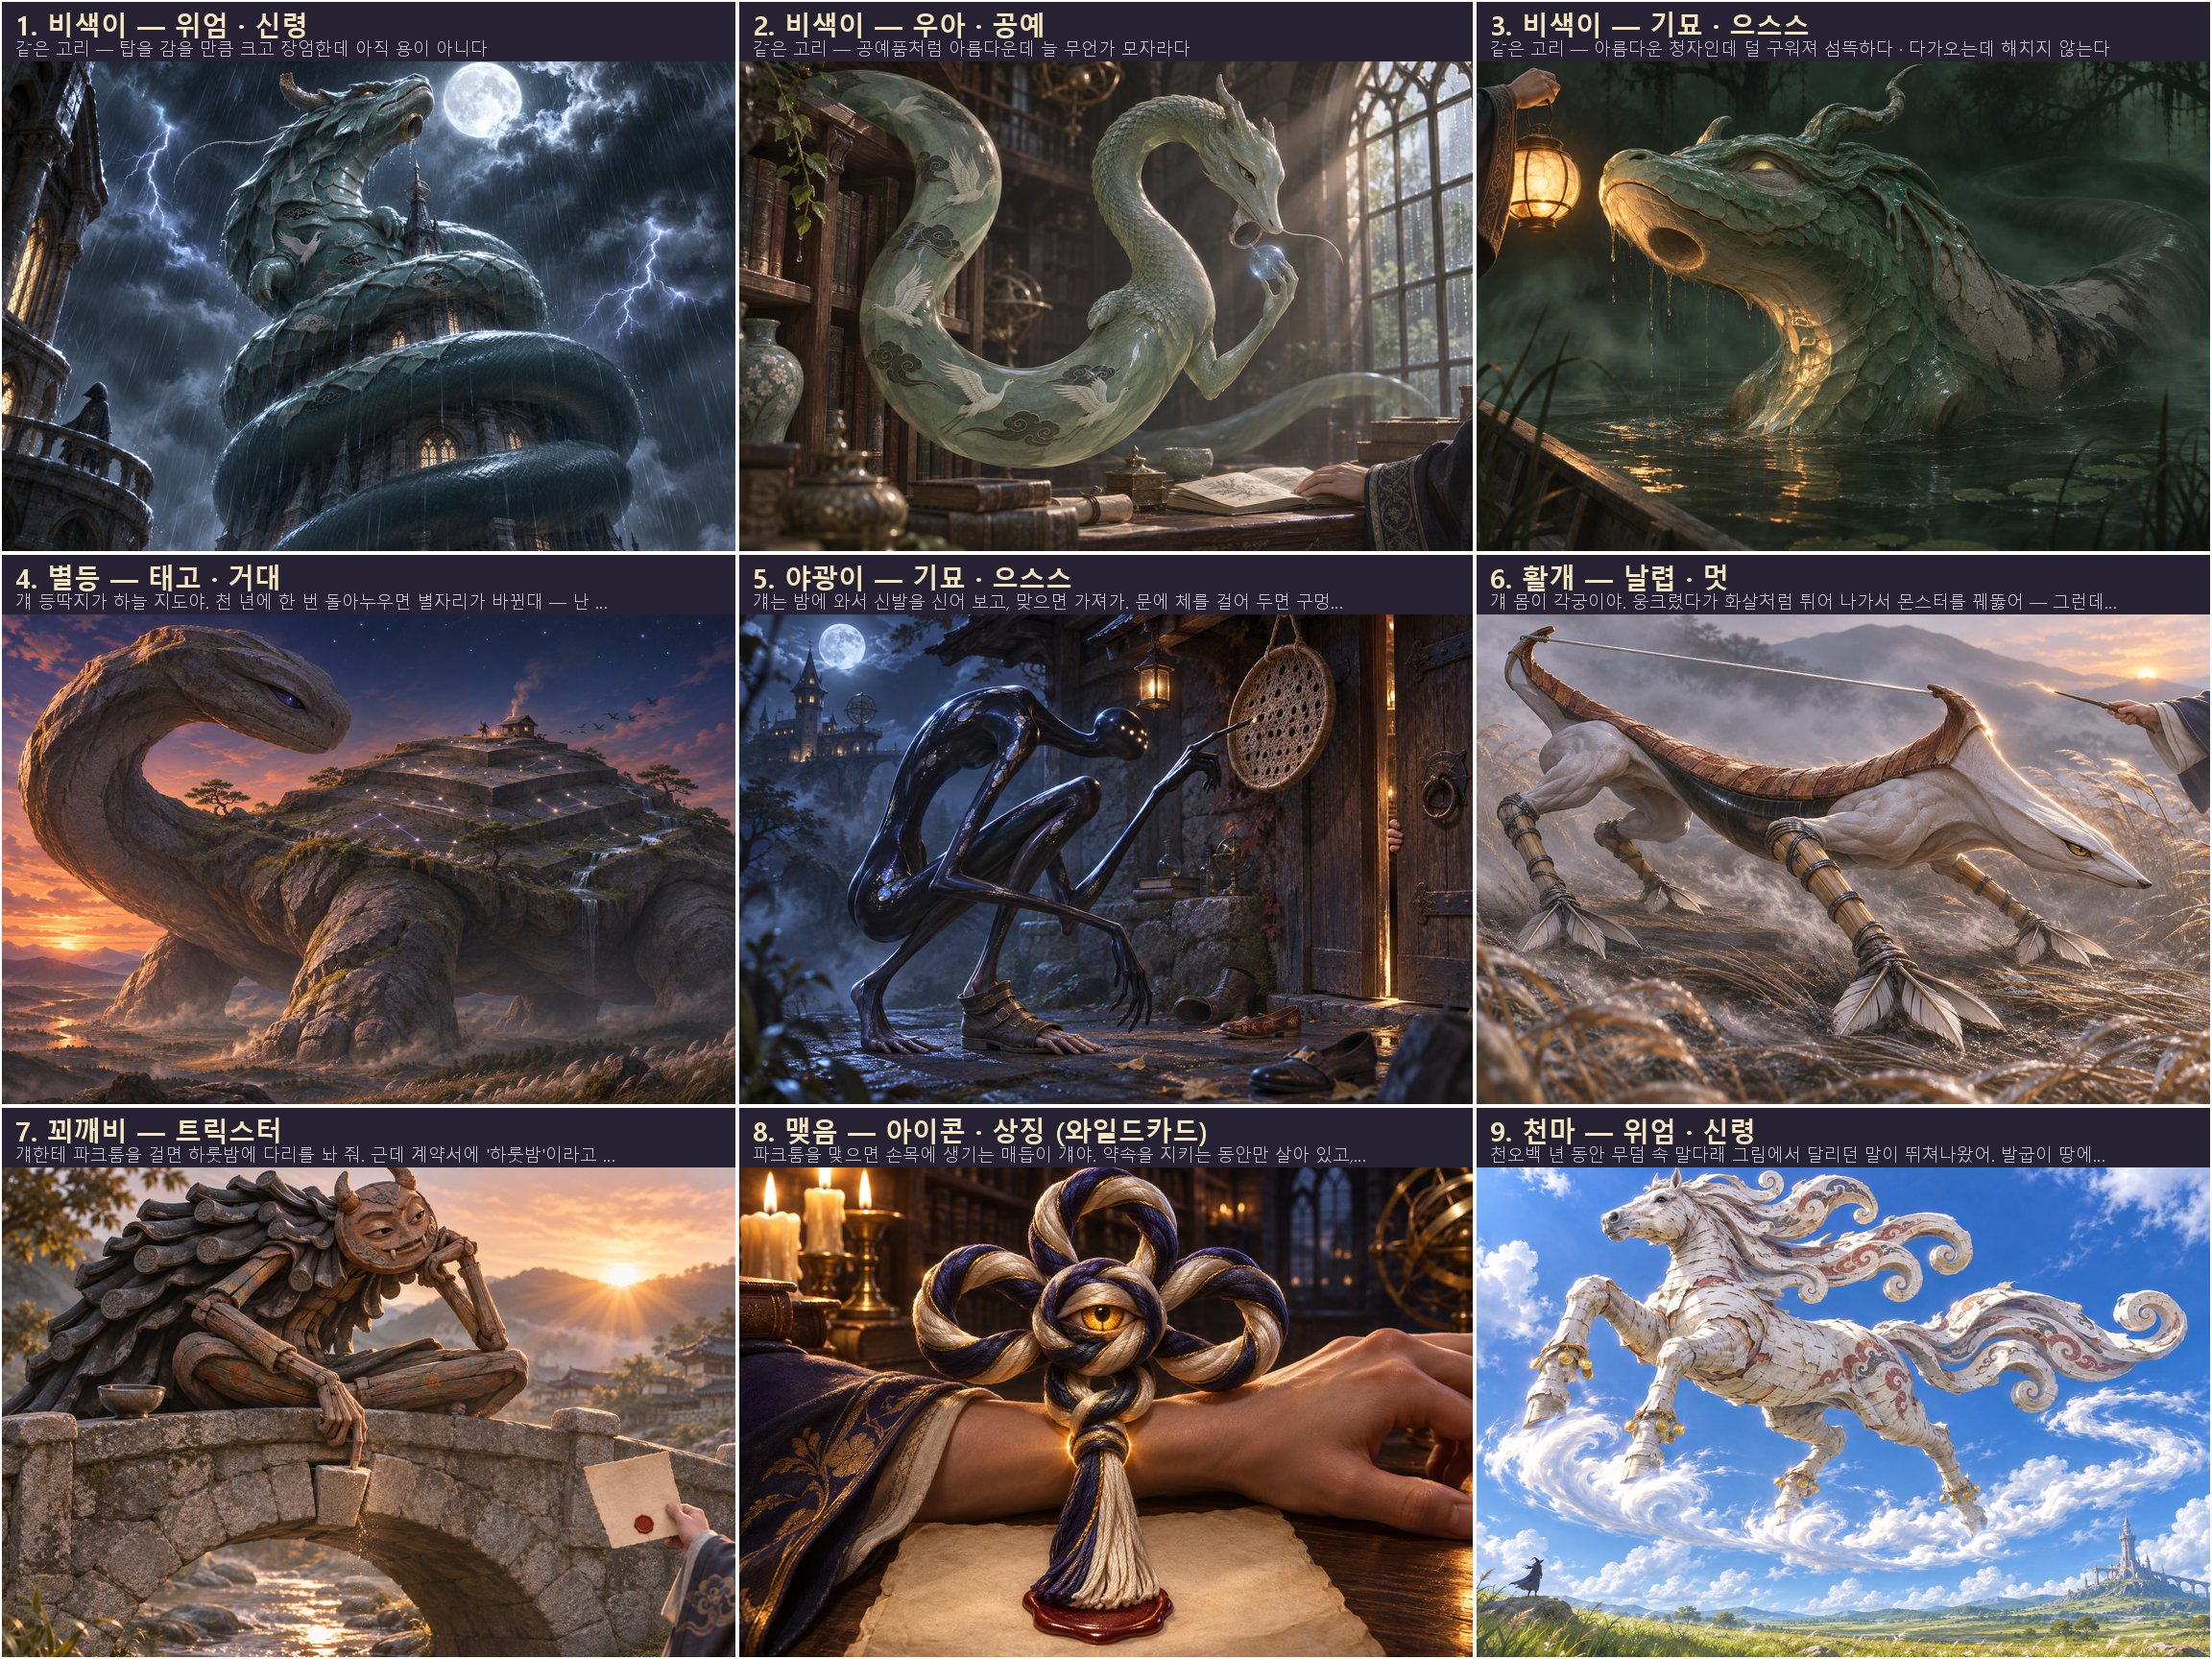 1. 비색이 — 위엄 · 신령
같은 고리 — 탑을 감을 만큼 크고 장엄한데 아직 용이 아니다
2. 비색이 — 우아 · 공예
같은 고리 — 공예품처럼 아름다운데 늘 무언가 모자라다
3. 비색이 — 기묘 · 으스스
같은 고리 — 아름다운 청자인데 덜 구워져 섬뜩하다 · 다가오는데 해치지 않는다
4. 별등 — 태고 · 거대
걔 등딱지가 하늘 지도야. 천 년에 한 번 돌아누우면 별자리가 바뀐대 — 난 ...
5. 야광이 — 기묘 · 으스스
걔는 밤에 와서 신발을 신어 보고, 맞으면 가져가. 문에 체를 걸어 두면 구멍...
6. 활개 — 날렵 · 멋
걔 몸이 각궁이야. 웅크렸다가 화살처럼 튀어 나가서 몬스터를 꿰뚫어 — 그런데...
7. 꾀깨비 — 트릭스터
걔한테 파크툼을 걸면 하룻밤에 다리를 놔 줘. 근데 계약서에 '하룻밤'이라고 ...
8. 맺음 — 아이콘 · 상징 (와일드카드)
파크툼을 맺으면 손목에 생기는 매듭이 걔야. 약속을 지키는 동안만 살아 있고,...
9. 천마 — 위엄 · 신령
천오백 년 동안 무덤 속 말다래 그림에서 달리던 말이 뛰쳐나왔어. 발굽이 땅에...